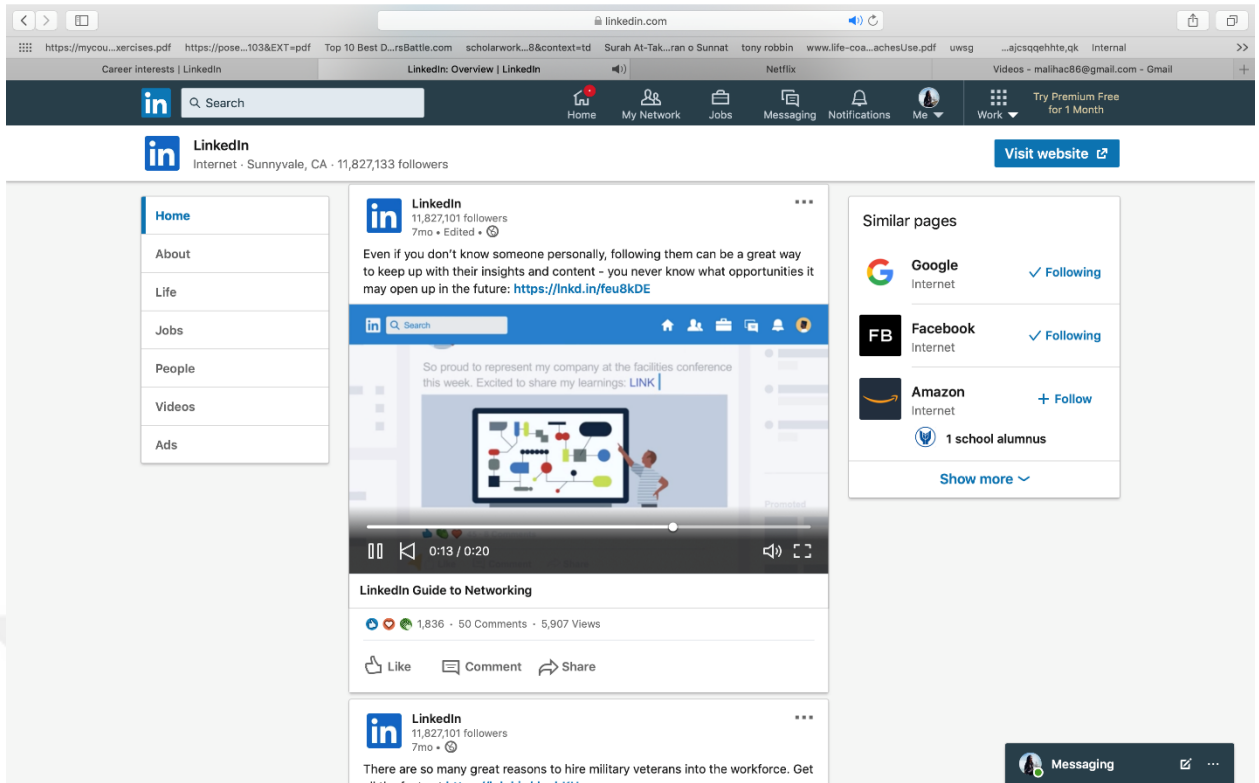 linkedin.com
https://mycou...xercises.pdf https://pose...103&EXT=pdf Top 10 Best D...rsBattle.com scholarwork...8&context=td Surah At-Tak...ran o Sunnat tony robbin www.life-coa...achesUse.pdf uwsg ...ajcsqqehhte,qk Internal >>
Career interests | LinkedIn LinkedIn: Overview | LinkedIn Netflix Videos - malihac86@gmail.com - Gmail +
in Search Home My Network Jobs Messaging Notifications Me Work Try Premium Free
for 1 Month
in LinkedIn
Internet · Sunnyvale, CA · 11,827,133 followers
Visit website
Home
About
Life
Jobs
People
Videos
Ads
in LinkedIn
11,827,101 followers
7mo • Edited •
Even if you don't know someone personally, following them can be a great way
to keep up with their insights and content - you never know what opportunities it
may open up in the future: https://lnkd.in/feu8kDE
in Search
So proud to represent my company at the facilities conference
this week. Excited to share my learnings: LINK
Promoted
0:13 / 0:20
LinkedIn Guide to Networking
1,836 · 50 Comments · 5,907 Views
Like Comment Share
in LinkedIn
11,827,101 followers
7mo •
There are so many great reasons to hire military veterans into the workforce. Get
Similar pages
Google
Internet
Following
FB Facebook
Internet
Following
Amazon
Internet
+ Follow
1 school alumnus
Show more
Messaging